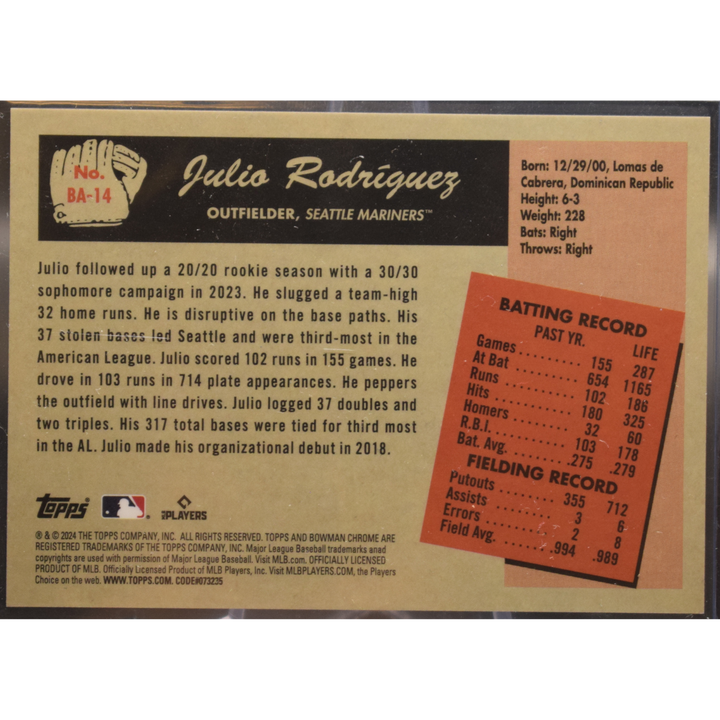 No.
BA-14
Julio Rodríguez
OUTFIELDER, SEATTLE MARINERS™
Born: 12/29/00, Lomas de
Cabrera, Dominican Republic
Height: 6-3
Weight: 228
Bats: Right
Throws: Right
Julio followed up a 20/20 rookie season with a 30/30
sophomore campaign in 2023. He slugged a team-high
32 home runs. He is disruptive on the base paths. His
37 stolen bases led Seattle and were third-most in the
American League. Julio scored 102 runs in 155 games. He
drove in 103 runs in 714 plate appearances. He peppers
the outfield with line drives. Julio logged 37 doubles and
two triples. His 317 total bases were tied for third most
in the AL. Julio made his organizational debut in 2018.
BATTING RECORD
PAST YR. LIFE
Games.......... 155 287
At Bat .......... 654 1165
Runs .......... 102 186
Hits .......... 180 325
Homers .......... 32 60
R.B.I. .......... 103 178
Bat. Avg. .......... .275 .279
FIELDING RECORD
Putouts .......... 355 712
Assists .......... 3 6
Errors .......... 2 8
Field Avg. .......... .994 .989
Topps
MLB PLAYERS
® & © 2024 THE TOPPS COMPANY, INC. ALL RIGHTS RESERVED. TOPPS AND BOWMAN CHROME ARE
REGISTERED TRADEMARKS OF THE TOPPS COMPANY, INC. Major League Baseball trademarks anad
copyrights are used with permission of Major League Baseball. Visit MLB.com. OFFICIALLY LICENSED
PRODUCT OF MLB. Officially Licensed Product of MLB Players, Inc. Visit MLBPLAYERS.COM, the Players
Choice on the web. WWW.TOPPS.COM. CODE#073235